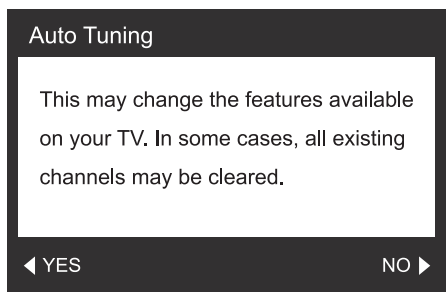 Auto Tuning
This may change the features available
on your TV. In some cases, all existing
channels may be cleared.
YES
NO